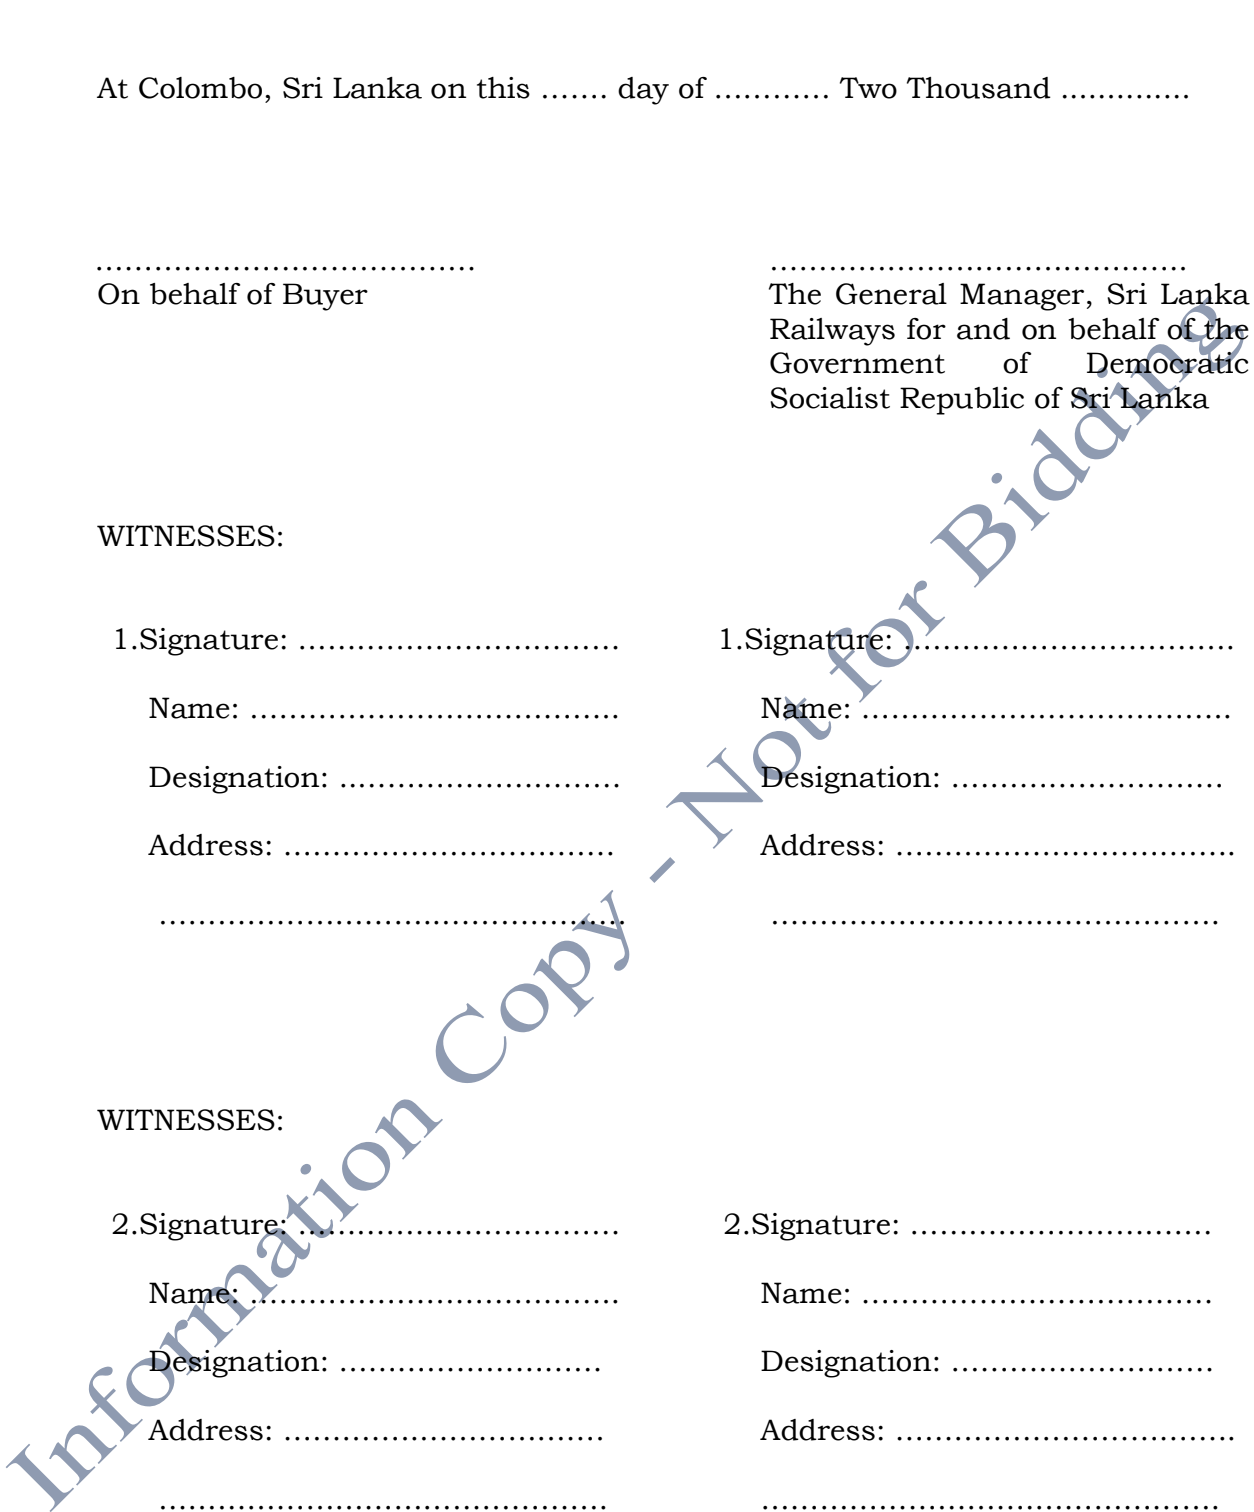 At Colombo, Sri Lanka on this ……. day of ………… Two Thousand ..............
…………………………………
On behalf of Buyer
…………………………………….
The General Manager, Sri Lanka
Railways for and on behalf of the
Government of Democratic
Socialist Republic of Sri Lanka
WITNESSES:
1.Signature: ……………………………. 1.Signature: …………………………….
Name: ………………………………… Name: …………………………………
Designation: ………………………… Designation: ……………………….
Address: ……………………………. Address: ……………………………..
………………………………………… ……………………………………….
WITNESSES:
2.Signature: ……………………………. 2.Signature: ………………………….
Name: ………………………………… Name: ………………………………
Designation: ……………………… Designation: ………………………
Address: …………………………… Address: ……………………………..
………………………………………. ……………………………………….
Information Copy - Not for Bidding